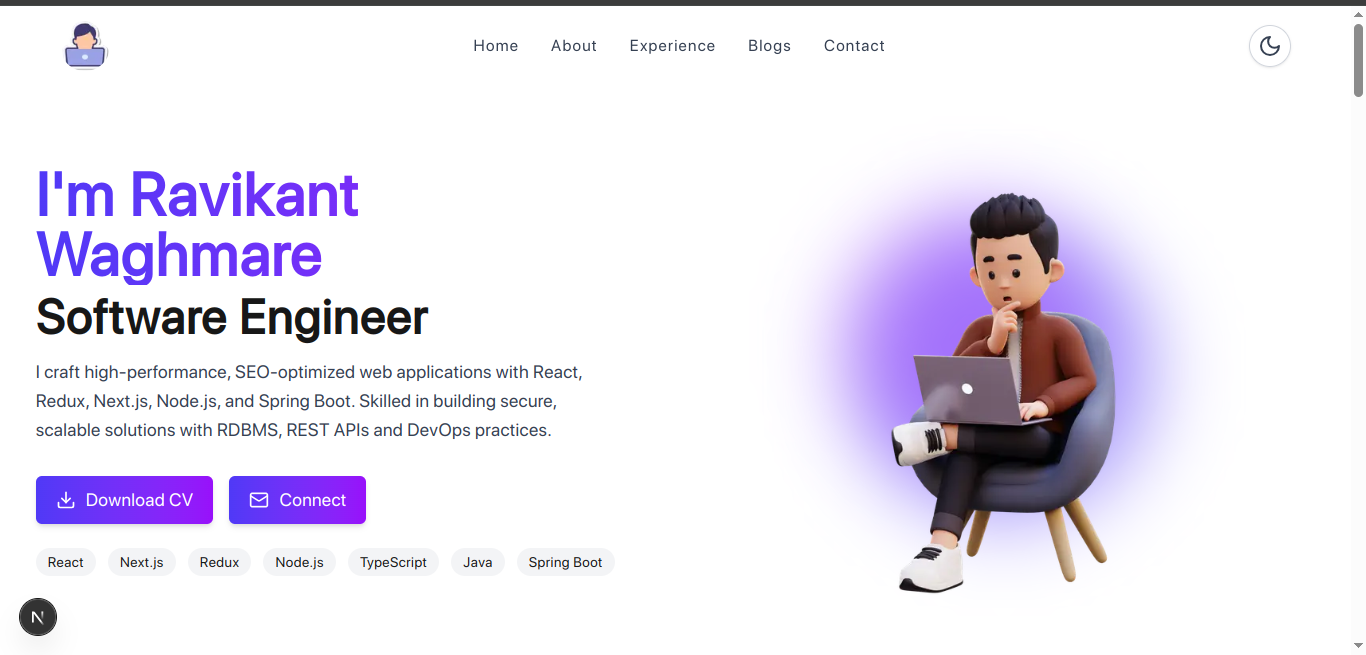 Home About Experience Blogs Contact
I'm Ravikant
Waghmare
Software Engineer
I craft high-performance, SEO-optimized web applications with React,
Redux, Next.js, Node.js, and Spring Boot. Skilled in building secure,
scalable solutions with RDBMS, REST APIs and DevOps practices.
Download CV Connect
React Next.js Redux Node.js TypeScript Java Spring Boot
N